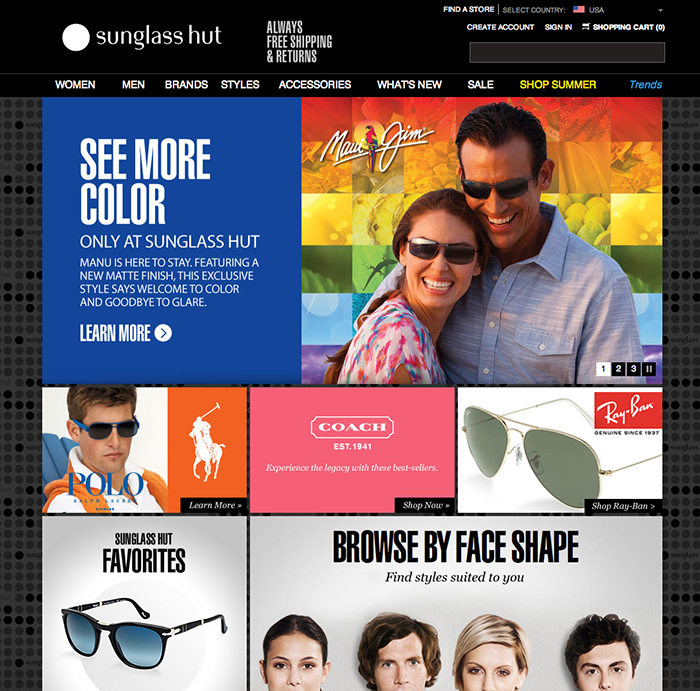 FIND A STORE | SELECT COUNTRY: USA
sunglass hut
ALWAYS
FREE SHIPPING
& RETURNS
CREATE ACCOUNT SIGN IN SHOPPING CART (0)
WOMEN MEN BRANDS STYLES ACCESSORIES WHAT'S NEW SALE SHOP SUMMER Trends
SEE MORE
COLOR
ONLY AT SUNGLASS HUT
MANU IS HERE TO STAY. FEATURING A
NEW MATTE FINISH, THIS EXCLUSIVE
STYLE SAYS WELCOME TO COLOR
AND GOODBYE TO GLARE.
LEARN MORE
Maui Jim
1 2 3
POLO
RALPH LAUREN
EYEWEAR
Learn More »
COACH
EST. 1941
Experience the legacy with these best-sellers.
Shop Now »
Ray-Ban
GENUINE SINCE 1937
Shop Ray-Ban >
SUNGLASS HUT
FAVORITES
BROWSE BY FACE SHAPE
Find styles suited to you